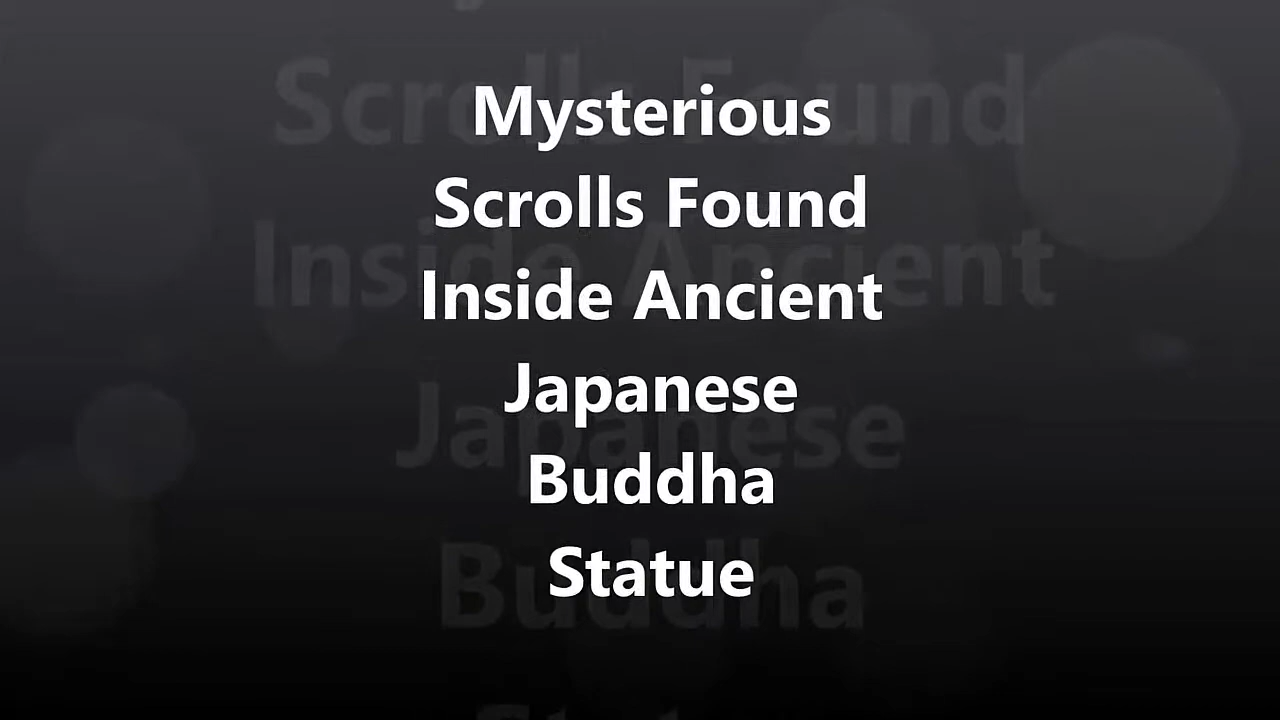 Mysterious
Scrolls Found
Inside Ancient
Japanese
Buddha
Statue